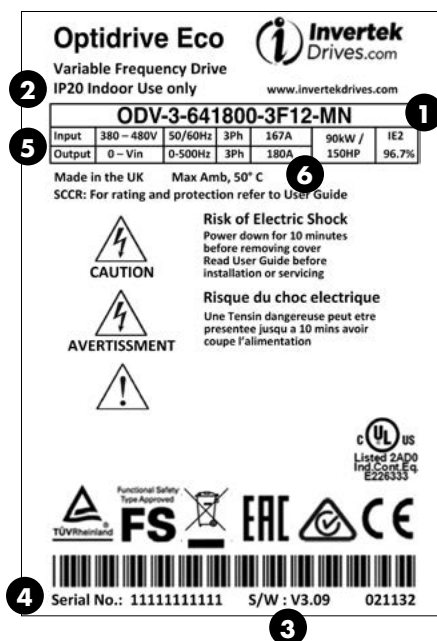 Optidrive Eco
Invertek
Drives.com
Variable Frequency Drive
2
IP20 Indoor Use only
www.invertekdrives.com
1
ODV-3-641800-3F12-MN
5
Input 380 – 480V 50/60Hz 3Ph 167A 90kW / 150HP IE2 96.7%
Output 0 – Vin 0-500Hz 3Ph 180A
6
Made in the UK Max Amb, 50° C
SCCR: For rating and protection refer to User Guide
Risk of Electric Shock
Power down for 10 minutes
before removing cover
Read User Guide before
installation or servicing
CAUTION
Risque du choc electrique
Une Tensin dangereuse peut etre
presentee jusqu a 10 mins avoir
coupe l'alimentation
AVERTISSMENT
C UL US
Listed 2AD0
Ind.Cont.Eq.
E226333
TÜVRheinland
Functional Safety
Type Approved
FS
EAC
CE
4
Serial No.: 11111111111 S/W : V3.09 021132
3